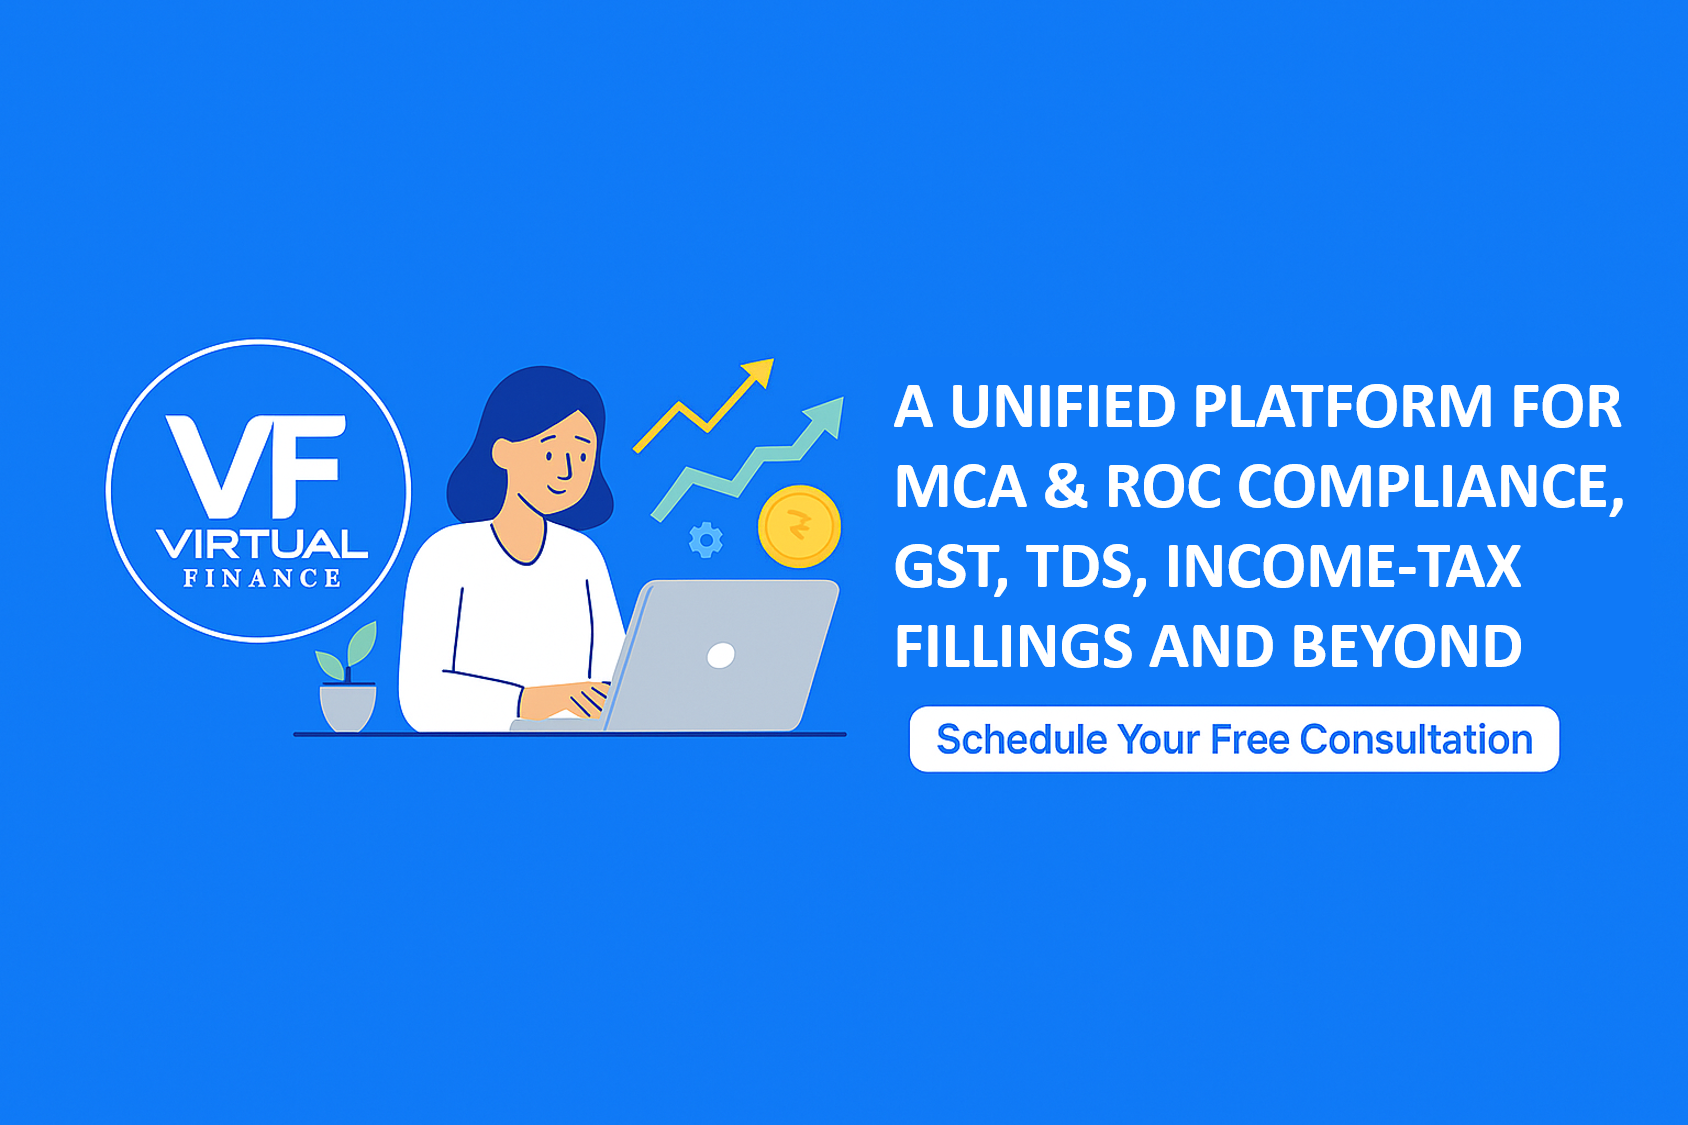 VF
VIRTUAL
FINANCE
A UNIFIED PLATFORM FOR
MCA & ROC COMPLIANCE,
GST, TDS, INCOME-TAX
FILLINGS AND BEYOND
Schedule Your Free Consultation